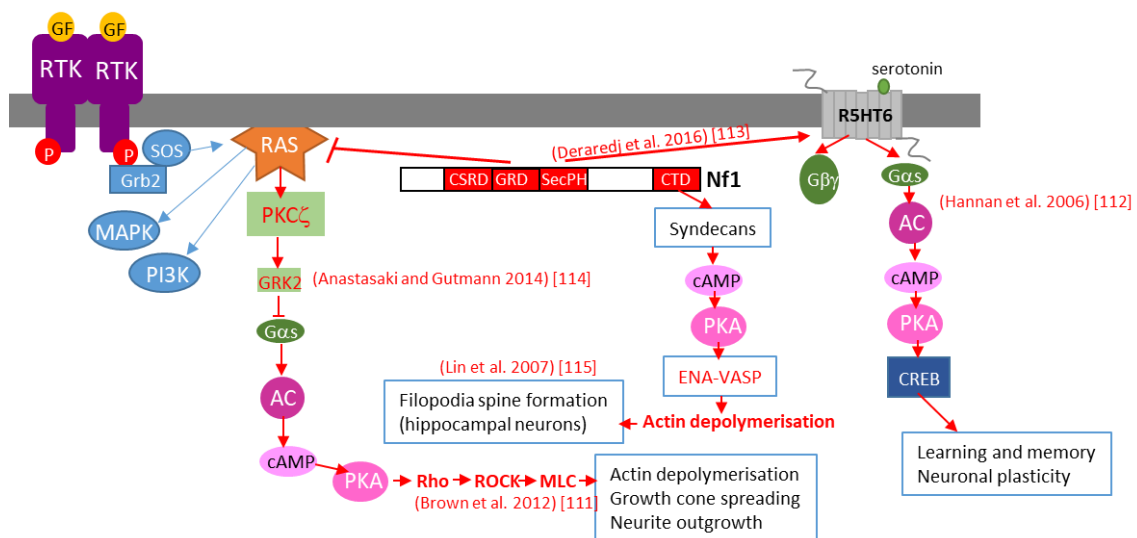 GF
GF
RTK
RTK
P
P
SOS
Grb2
RAS
MAPK
PI3K
PKCζ
GRK2
(Anastasaki and Gutmann 2014) [114]
Gαs
AC
cAMP
PKA
Rho
ROCK
MLC
(Brown et al. 2012) [111]
Actin depolymerisation
Growth cone spreading
Neurite outgrowth
(Deraredj et al. 2016) [113]
CSRD
GRD
SecPH
CTD
Nf1
Syndecans
cAMP
PKA
ENA-VASP
Actin depolymerisation
(Lin et al. 2007) [115]
Filopodia spine formation
(hippocampal neurons)
serotonin
R5HT6
Gβγ
Gαs
(Hannan et al. 2006) [112]
AC
cAMP
PKA
CREB
Learning and memory
Neuronal plasticity